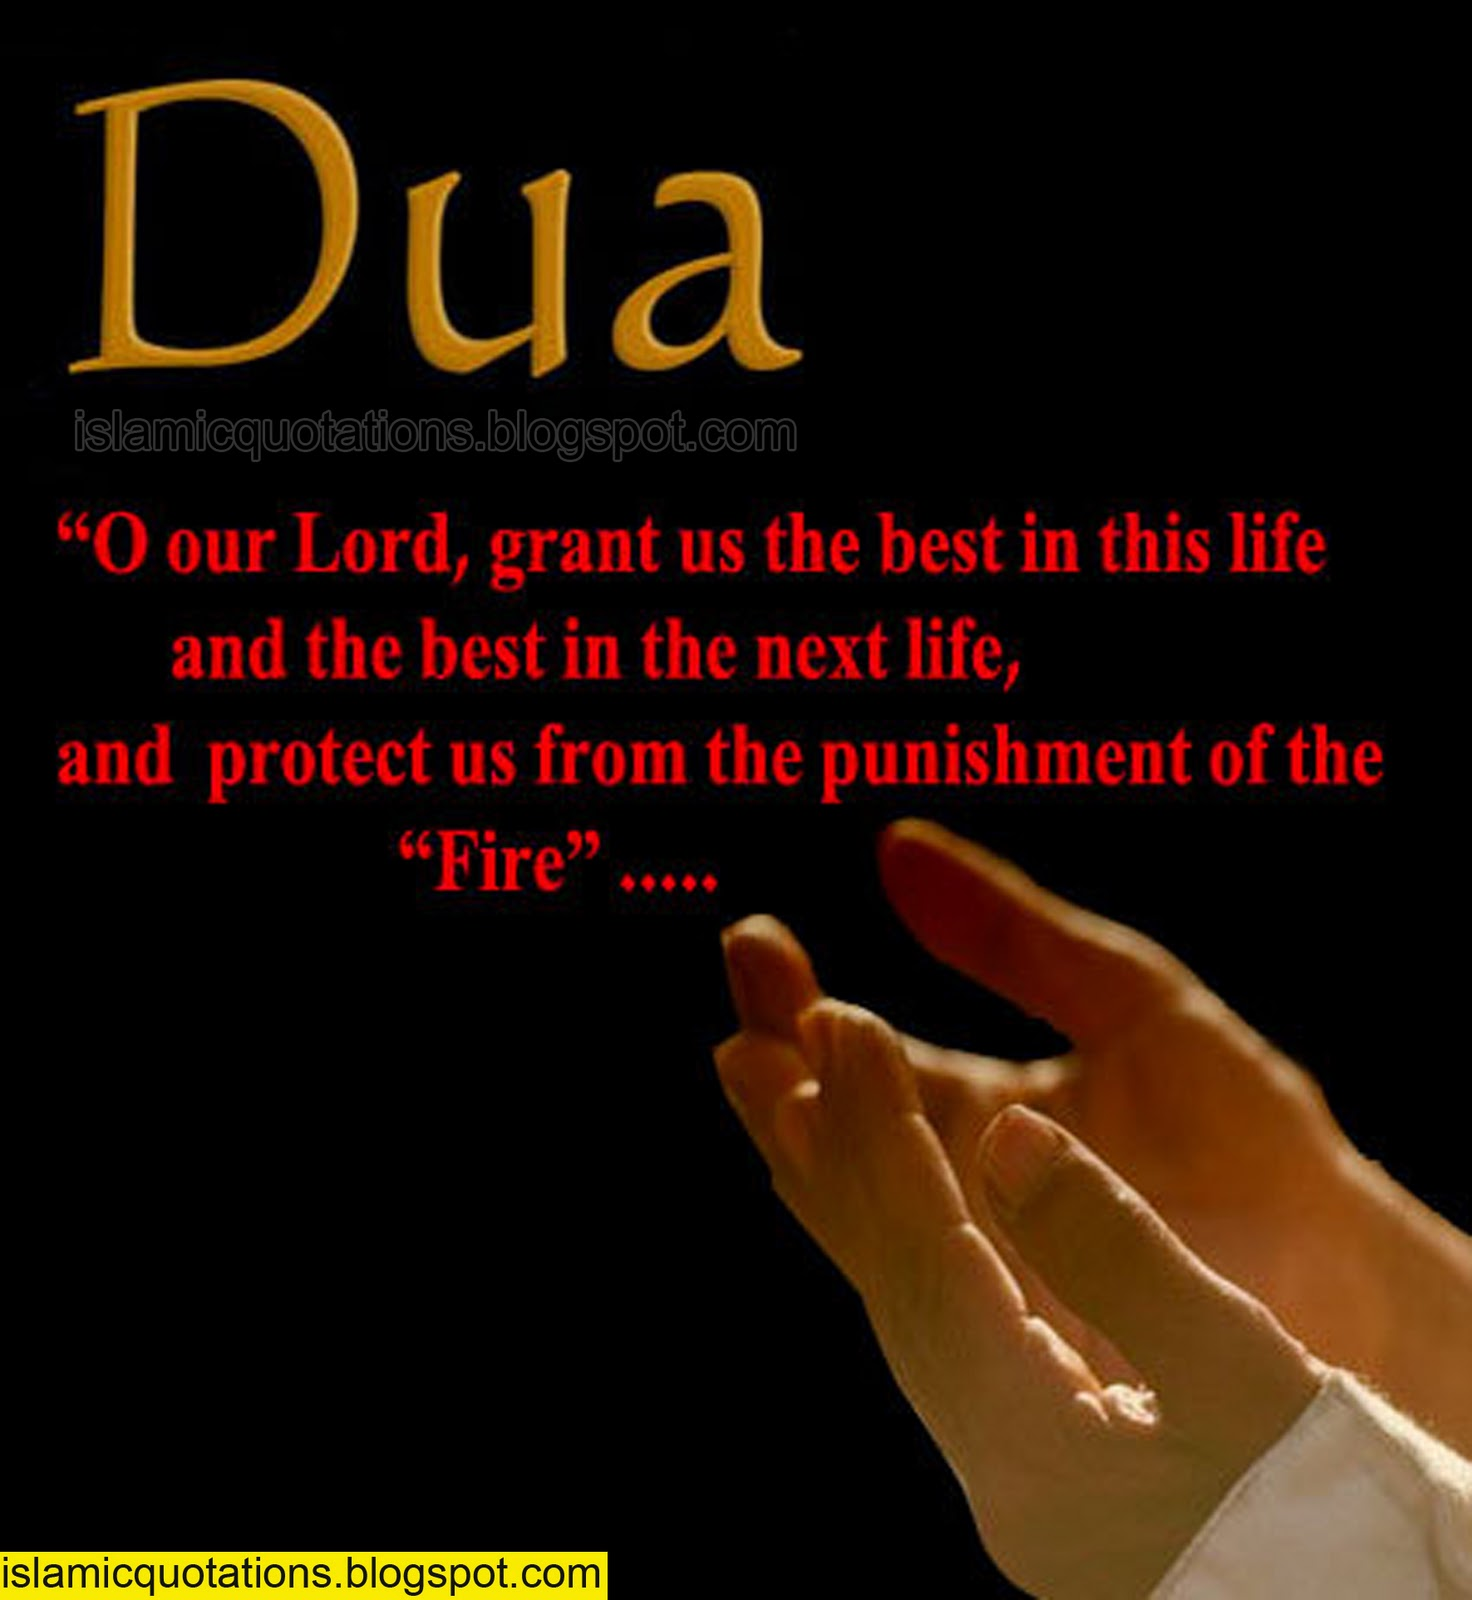 Dua
islamicquotations.blogspot.com
“O our Lord, grant us the best in this life
and the best in the next life,
and protect us from the punishment of the
“Fire” .....
islamicquotations.blogspot.com